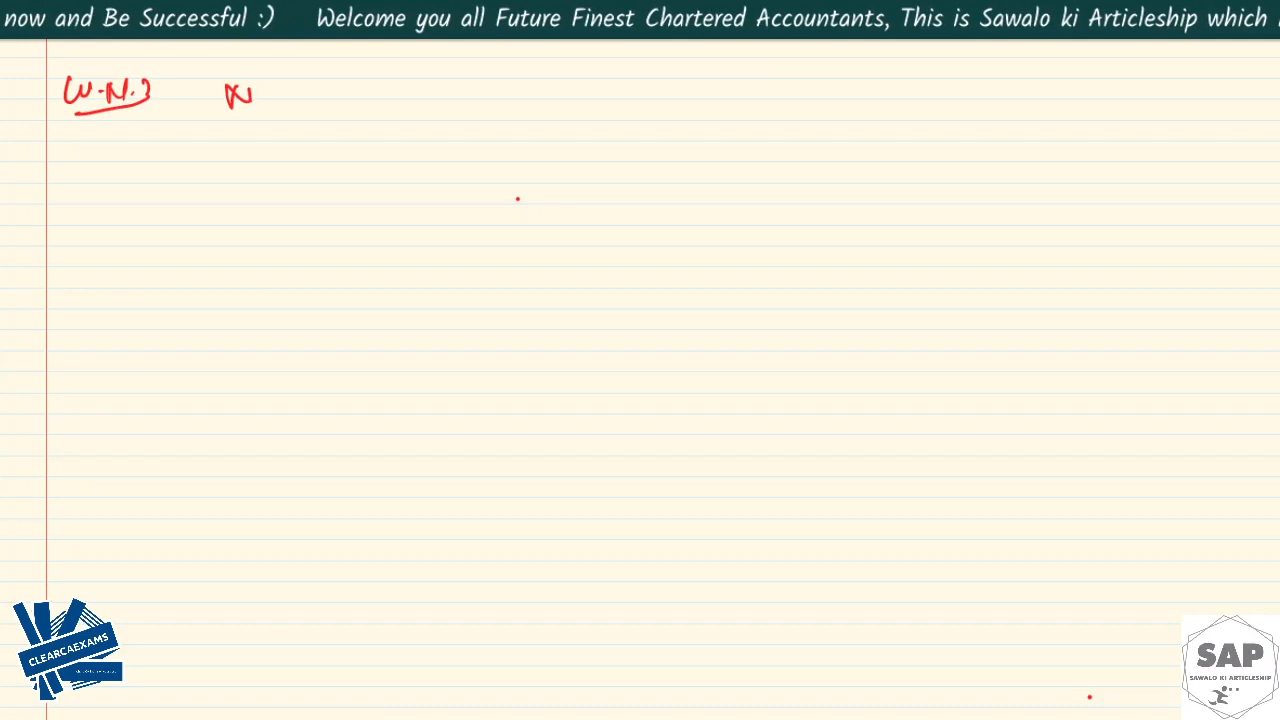 now and Be Successful :) Welcome you all Future Finest Chartered Accountants, This is Sawalo ki Articleship which
W.N.3
CLEARCAEXAMS
SAP
SAWALO KI ARTICLESHIP